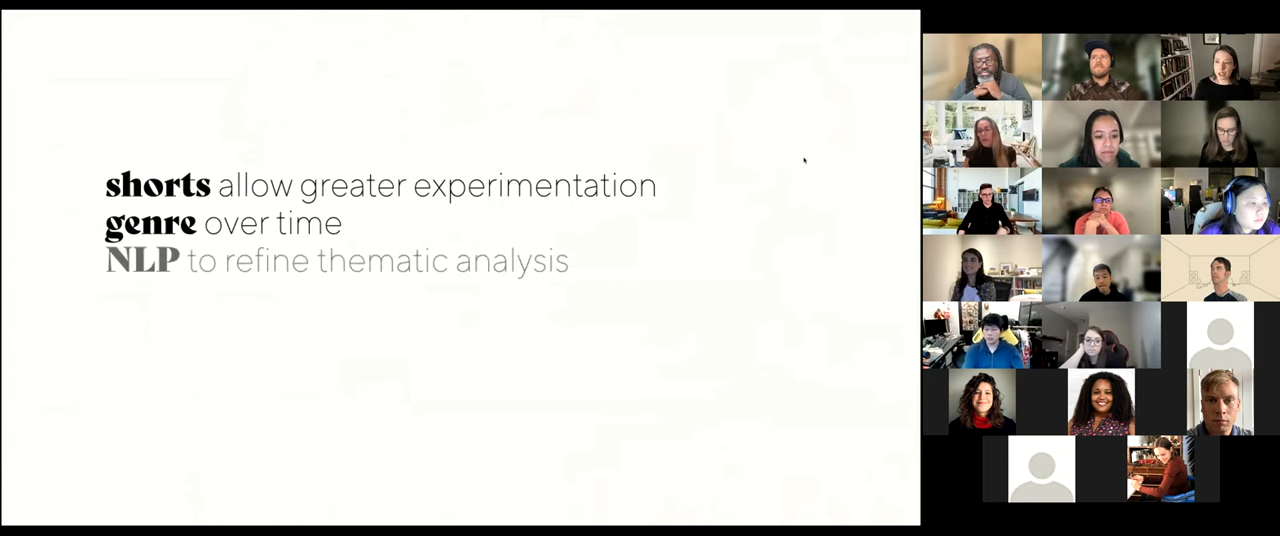 shorts allow greater experimentation
genre over time
NLP to refine thematic analysis